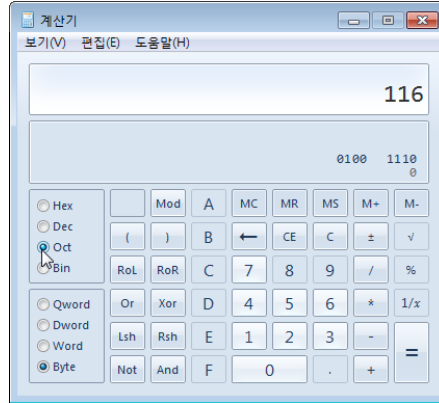 계산기
보기(V) 편집(E) 도움말(H)
116
0100 1110
0
Hex Mod A MC MR MS M+ M-
Dec ( ) B ← CE C ± √
Oct
Bin RoL RoR C 7 8 9 / %
Qword Or Xor D 4 5 6 * 1/x
Dword
Word Lsh Rsh E 1 2 3 - =
Byte Not And F 0 . +